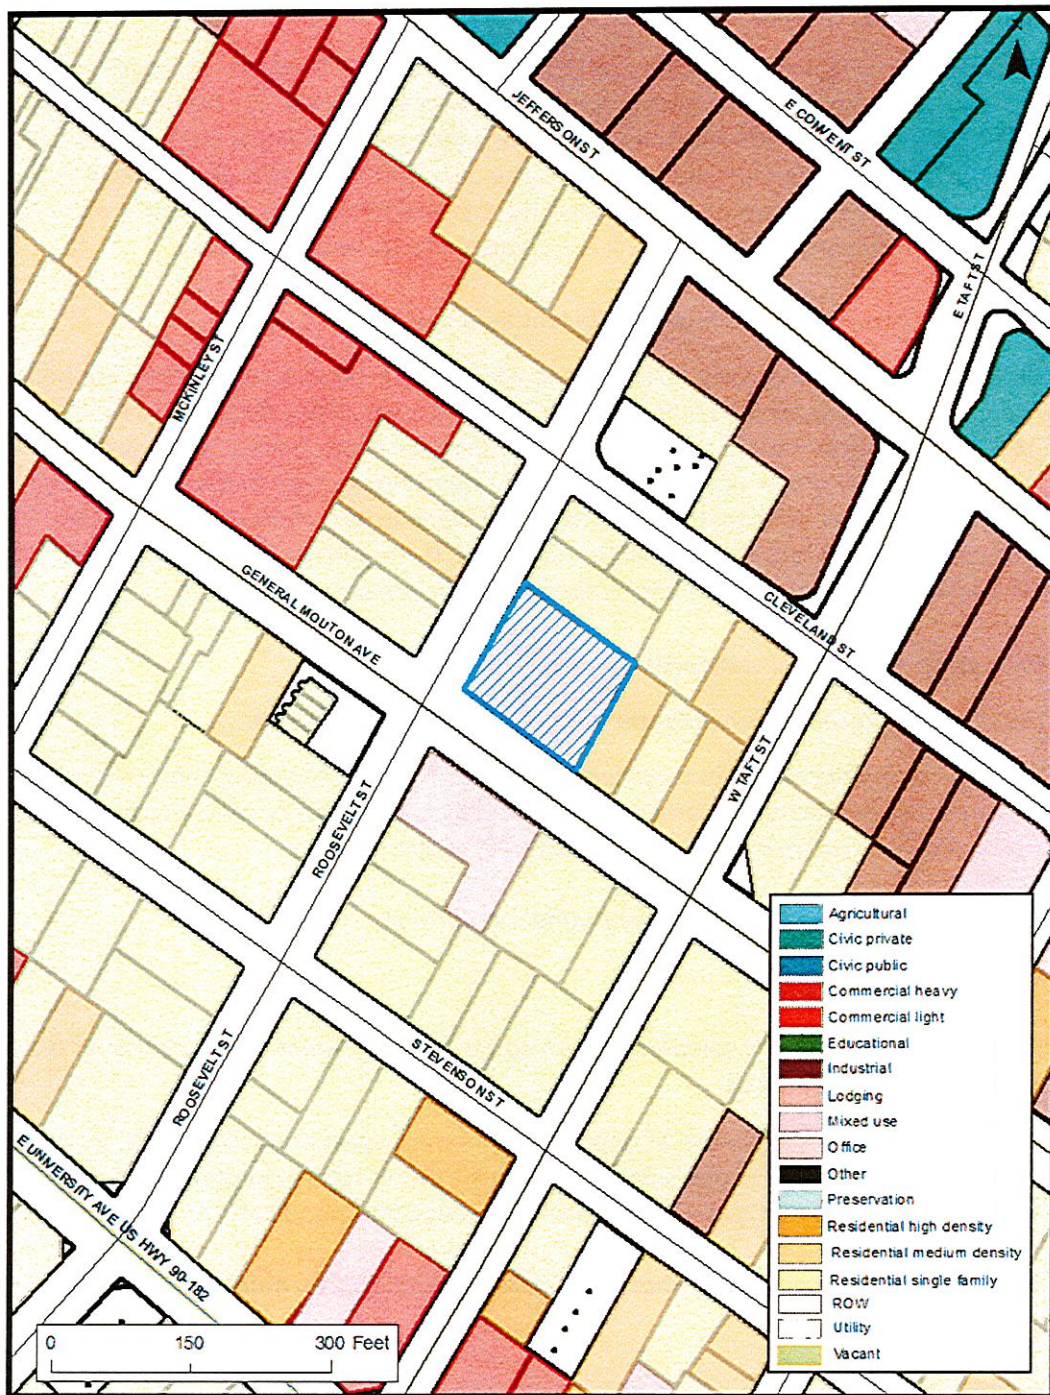 JEFFERSON ST
E CONVENT ST
E TAFT ST
MCKINLEY ST
GENERAL MOUTON AVE
CLEVELAND ST
W TAFT ST
ROOSEVELT ST
STEVENSON ST
ROOSEVELT ST
E UNIVERSITY AVE US HWY 90-182
Agricultural
Civic private
Civic public
Commercial heavy
Commercial light
Educational
Industrial
Lodging
Mixed use
Office
Other
Preservation
Residential high density
Residential medium density
Residential single family
ROW
Utility
Vacant
0 150 300 Feet